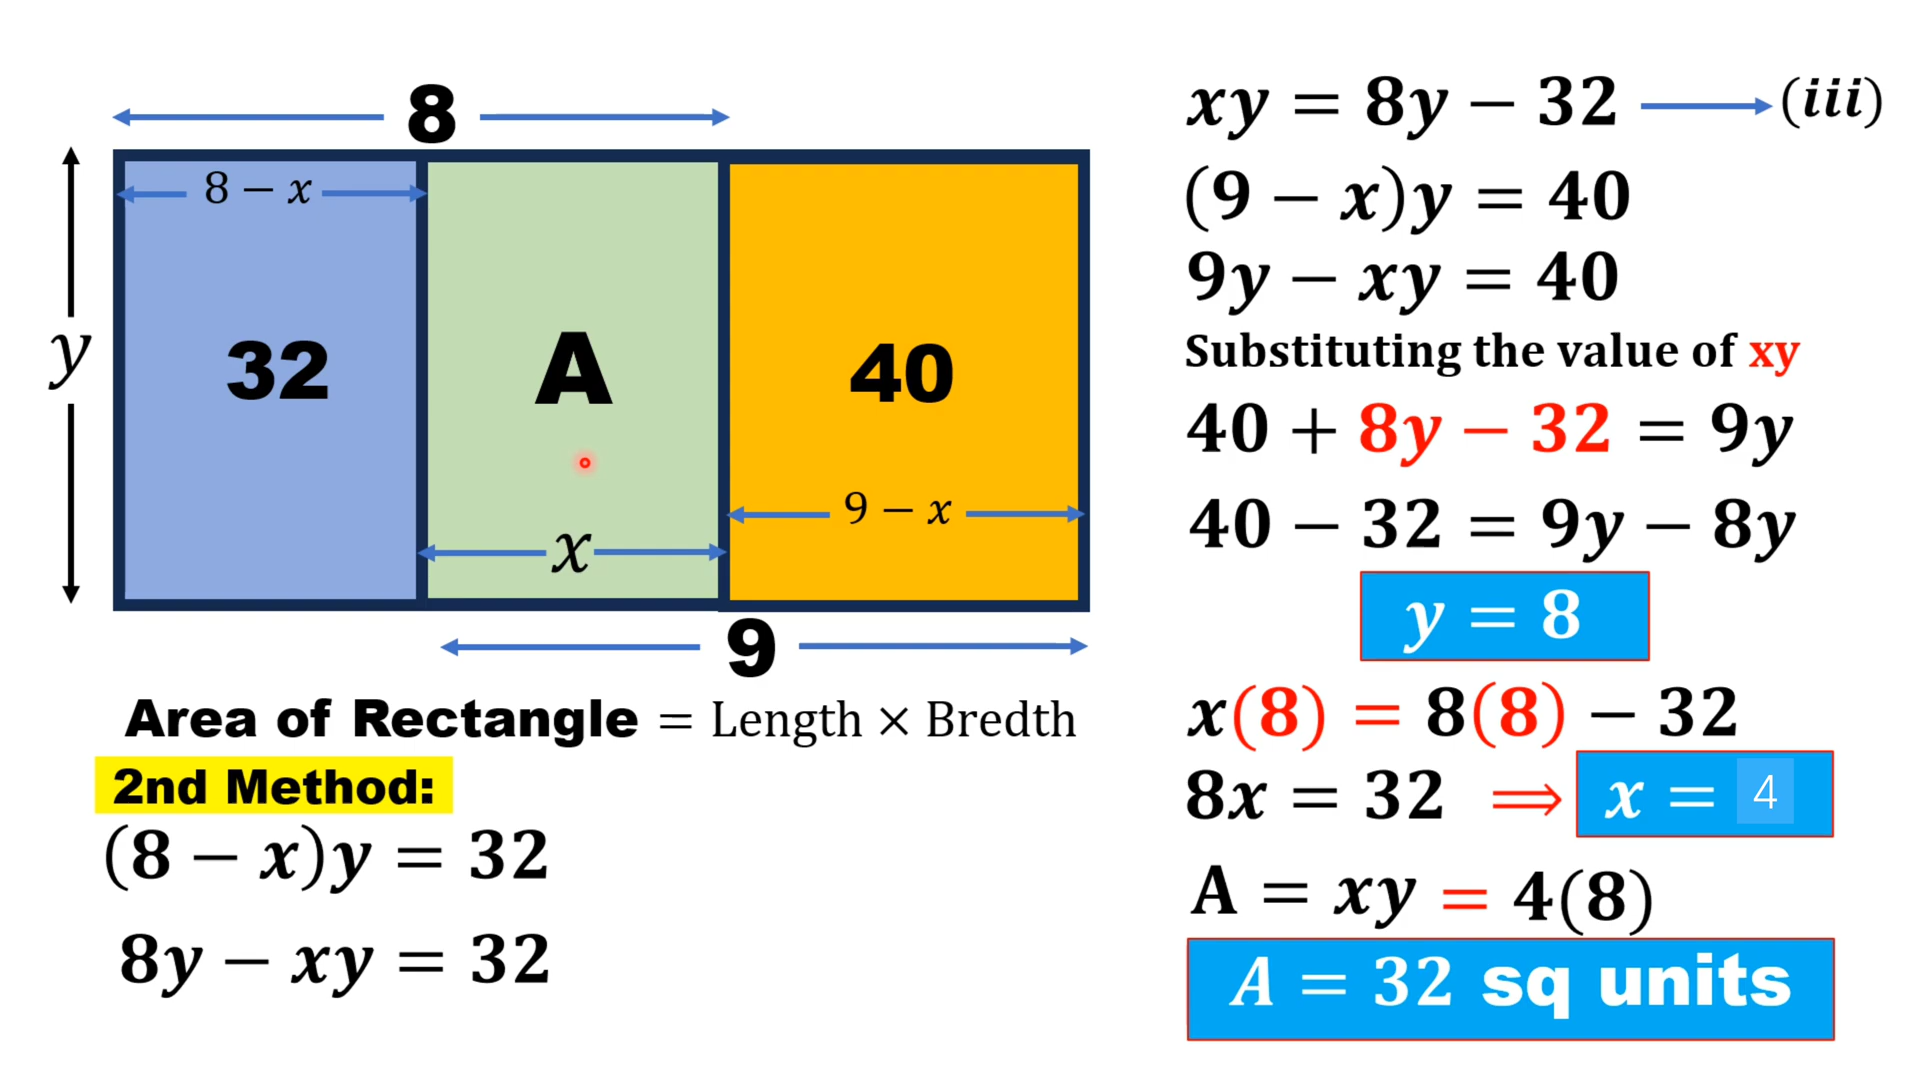 8
8 − x
y
32
A
40
9 − x
x
9
Area of Rectangle = Length × Bredth
2nd Method:
(8 − x)y = 32
8y − xy = 32
xy = 8y − 32 → (iii)
(9 − x)y = 40
9y − xy = 40
Substituting the value of xy
40 + 8y − 32 = 9y
40 − 32 = 9y − 8y
y = 8
x(8) = 8(8) − 32
8x = 32 ⇒ x = 4
A = xy = 4(8)
A = 32 sq units